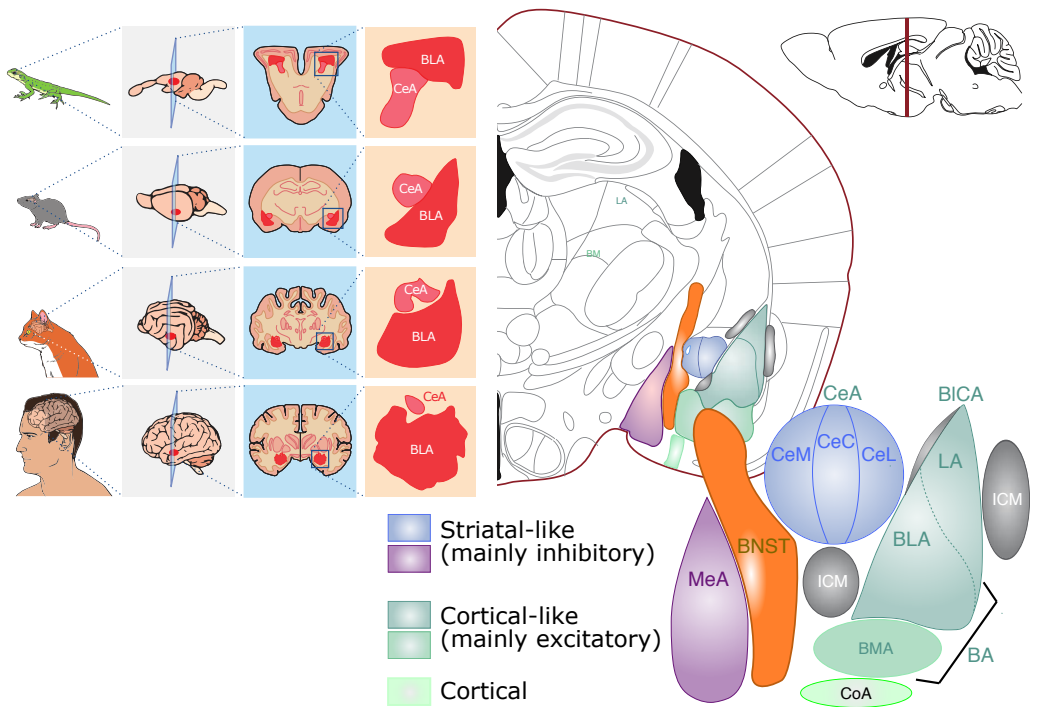 BLA
CeA
CeA
BLA
CeA
BLA
CeA
BLA
LA
BM
CeA
BlCA
CeM
CeC
CeL
LA
ICM
BLA
BNST
MeA
ICM
BMA
BA
CoA
Striatal-like
(mainly inhibitory)
Cortical-like
(mainly excitatory)
Cortical